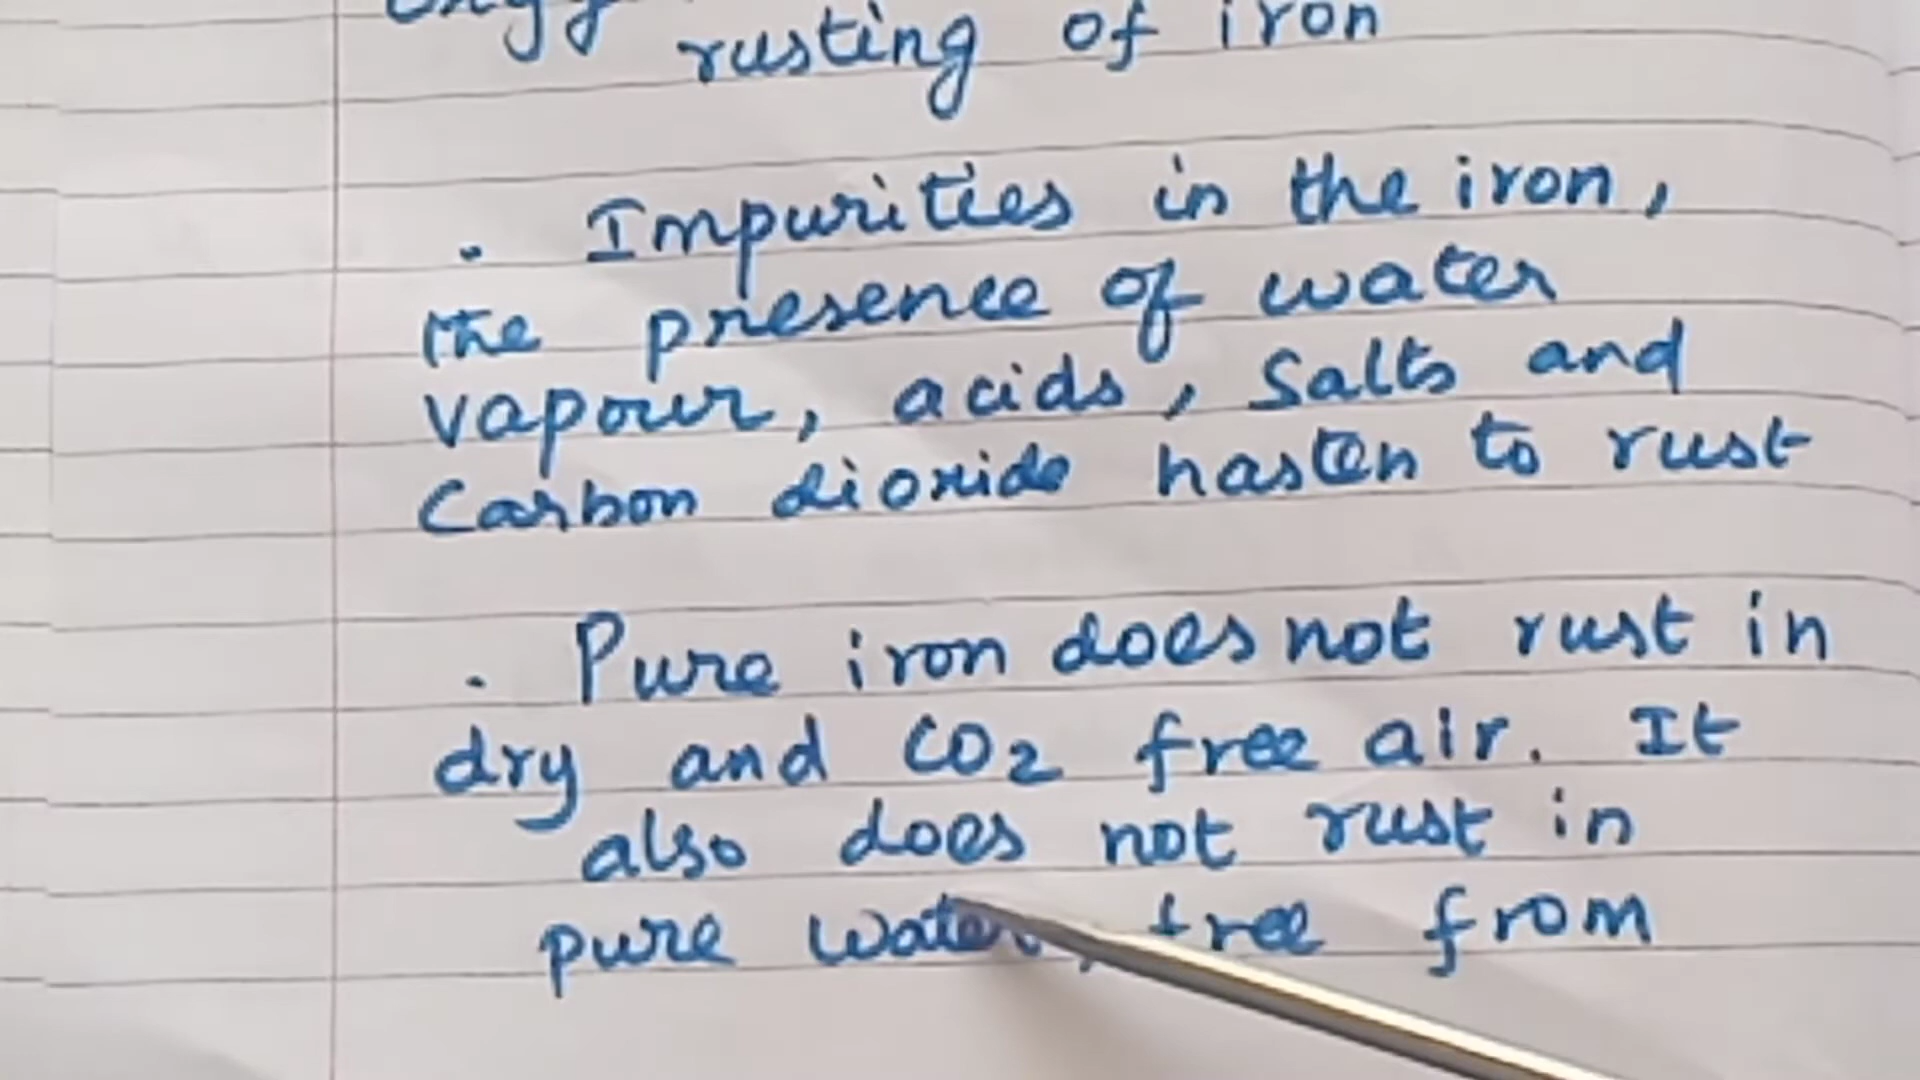 rusting of iron
. Impurities in the iron,
the presence of water
vapour, acids, Salts and
Carbon dioxide hasten to rust
. Pure iron does not rust in
dry and CO2 free air. It
also does not rust in
pure water, free from